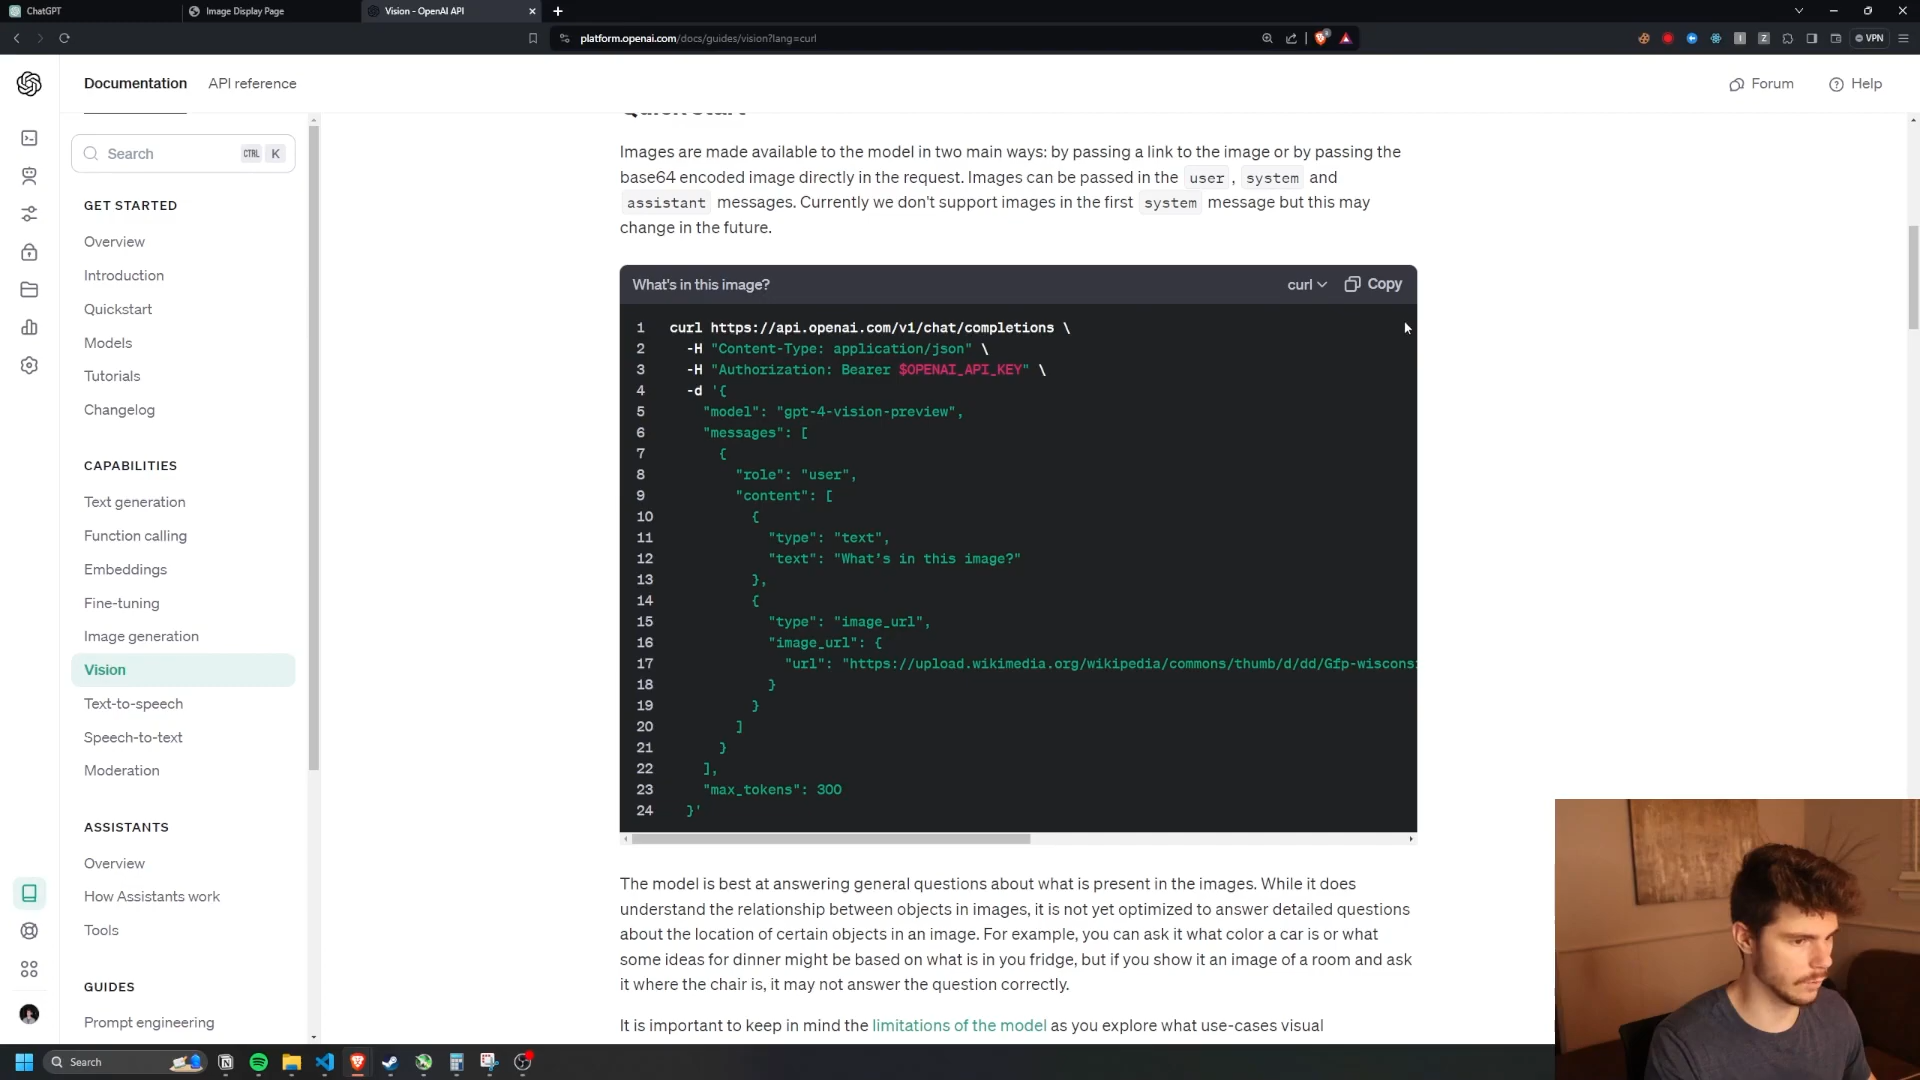 ChatGPT
Image Display Page
Vision - OpenAI API
platform.openai.com/docs/guides/vision?lang=curl
VPN
Documentation
API reference
Forum
Help
Search
CTRL
K
GET STARTED
Overview
Introduction
Quickstart
Models
Tutorials
Changelog
CAPABILITIES
Text generation
Function calling
Embeddings
Fine-tuning
Image generation
Vision
Text-to-speech
Speech-to-text
Moderation
ASSISTANTS
Overview
How Assistants work
Tools
GUIDES
Prompt engineering
Quick start
Images are made available to the model in two main ways: by passing a link to the image or by passing the
base64 encoded image directly in the request. Images can be passed in the user , system and
assistant messages. Currently we don't support images in the first system message but this may
change in the future.
What's in this image?
curl
Copy
1 curl https://api.openai.com/v1/chat/completions \
2 -H "Content-Type: application/json" \
3 -H "Authorization: Bearer $OPENAI_API_KEY" \
4 -d '{
5 "model": "gpt-4-vision-preview",
6 "messages": [
7 {
8 "role": "user",
9 "content": [
10 {
11 "type": "text",
12 "text": "What's in this image?"
13 },
14 {
15 "type": "image_url",
16 "image_url": {
17 "url": "https://upload.wikimedia.org/wikipedia/commons/thumb/d/dd/Gfp-wiscons
18 }
19 }
20 ]
21 }
22 ],
23 "max_tokens": 300
24 }'
The model is best at answering general questions about what is present in the images. While it does
understand the relationship between objects in images, it is not yet optimized to answer detailed questions
about the location of certain objects in an image. For example, you can ask it what color a car is or what
some ideas for dinner might be based on what is in you fridge, but if you show it an image of a room and ask
it where the chair is, it may not answer the question correctly.
It is important to keep in mind the limitations of the model as you explore what use-cases visual
Search